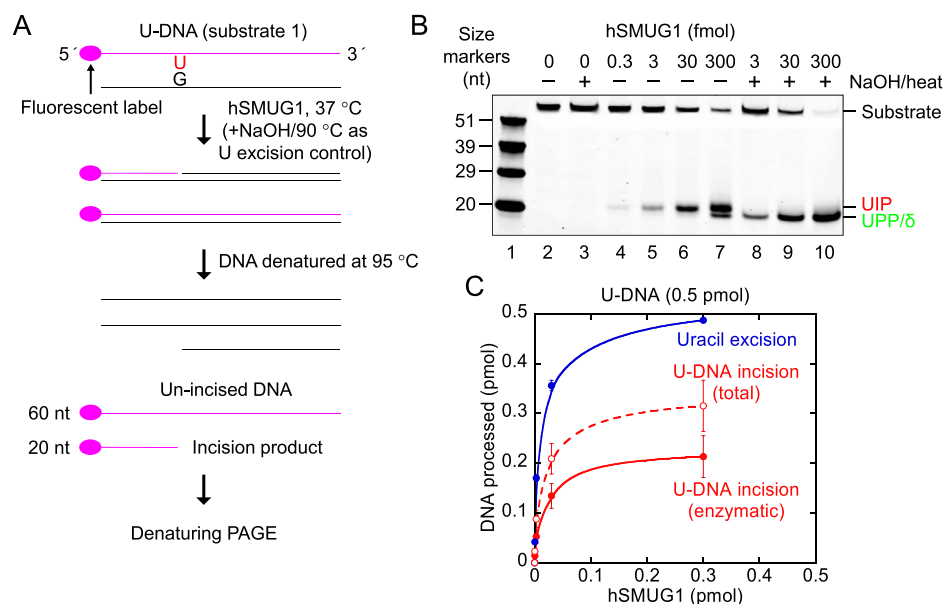 A
U-DNA (substrate 1)
5´
3´
U
G
Fluorescent label
hSMUG1, 37 °C
(+NaOH/90 °C as
U excision control)
DNA denatured at 95 °C
Un-incised DNA
60 nt
20 nt
Incision product
Denaturing PAGE
B
Size
markers
(nt)
hSMUG1 (fmol)
0 0 0.3 3 30 300 3 30 300
− + − − − − + + + NaOH/heat
Substrate
51
39
29
20
UIP
UPP/δ
1 2 3 4 5 6 7 8 9 10
C
U-DNA (0.5 pmol)
DNA processed (pmol)
0.5
0.4
0.3
0.2
0.1
0
Uracil excision
U-DNA incision
(total)
U-DNA incision
(enzymatic)
0 0.1 0.2 0.3 0.4 0.5
hSMUG1 (pmol)